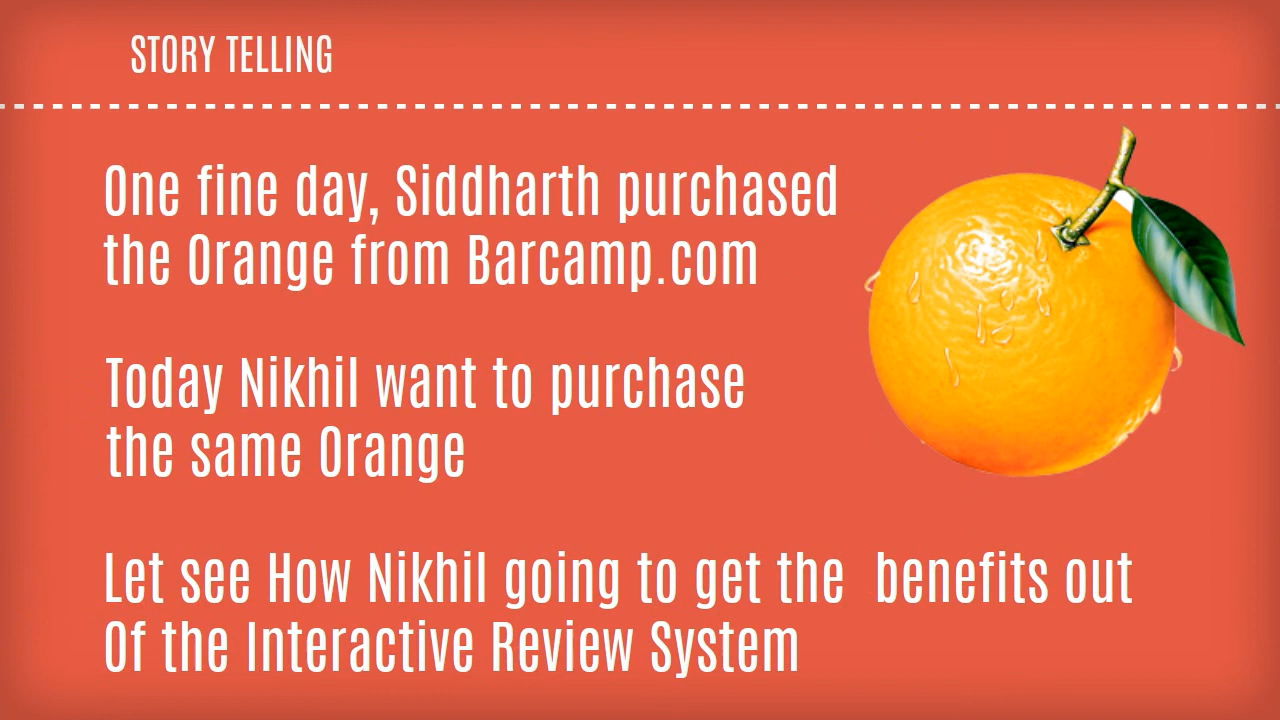 STORY TELLING
One fine day, Siddharth purchased
the Orange from Barcamp.com
Today Nikhil want to purchase
the same Orange
Let see How Nikhil going to get the benefits out
Of the Interactive Review System